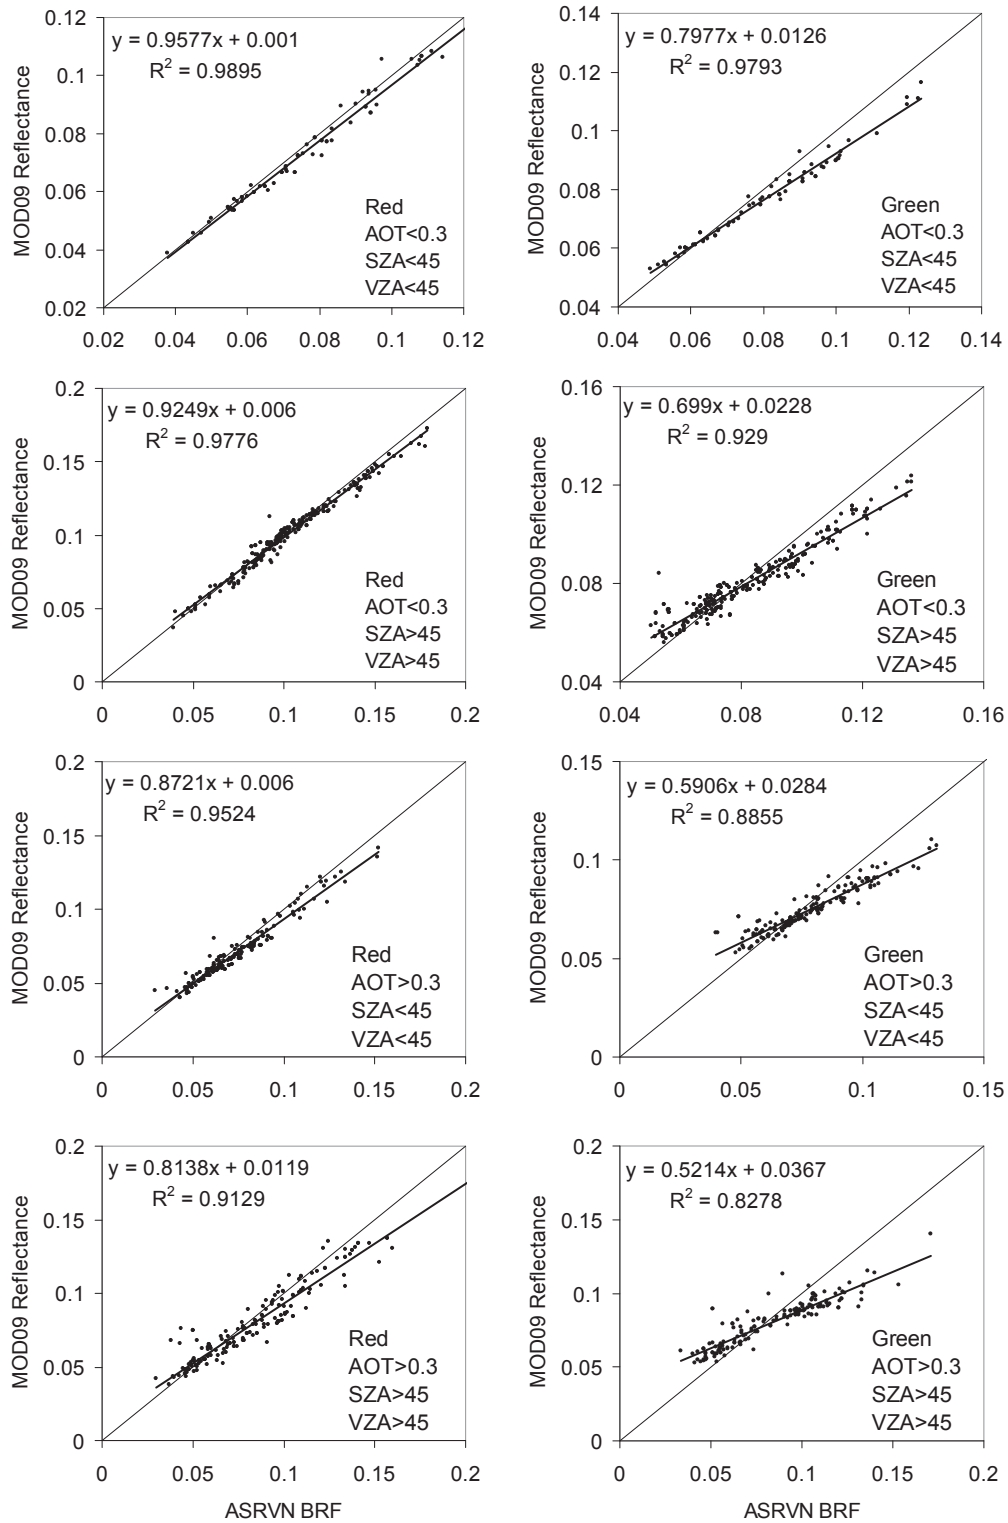 y = 0.9577x + 0.001
R² = 0.9895
MOD09 Reflectance
0.12
0.1
0.08
0.06
0.04
0.02
Red
AOT<0.3
SZA<45
VZA<45
0.02 0.04 0.06 0.08 0.1 0.12
y = 0.7977x + 0.0126
R² = 0.9793
MOD09 Reflectance
0.14
0.12
0.1
0.08
0.06
0.04
Green
AOT<0.3
SZA<45
VZA<45
0.04 0.06 0.08 0.1 0.12 0.14
y = 0.9249x + 0.006
R² = 0.9776
MOD09 Reflectance
0.2
0.15
0.1
0.05
0
Red
AOT<0.3
SZA>45
VZA>45
0 0.05 0.1 0.15 0.2
y = 0.699x + 0.0228
R² = 0.929
MOD09 Reflectance
0.16
0.12
0.08
0.04
Green
AOT<0.3
SZA>45
VZA>45
0.04 0.08 0.12 0.16
y = 0.8721x + 0.006
R² = 0.9524
MOD09 Reflectance
0.2
0.15
0.1
0.05
0
Red
AOT>0.3
SZA<45
VZA<45
0 0.05 0.1 0.15 0.2
y = 0.5906x + 0.0284
R² = 0.8855
MOD09 Reflectance
0.15
0.1
0.05
0
Green
AOT>0.3
SZA<45
VZA<45
0 0.05 0.1 0.15
y = 0.8138x + 0.0119
R² = 0.9129
MOD09 Reflectance
0.2
0.15
0.1
0.05
0
Red
AOT>0.3
SZA>45
VZA>45
0 0.05 0.1 0.15 0.2
ASRVN BRF
y = 0.5214x + 0.0367
R² = 0.8278
MOD09 Reflectance
0.2
0.15
0.1
0.05
0
Green
AOT>0.3
SZA>45
VZA>45
0 0.05 0.1 0.15 0.2
ASRVN BRF